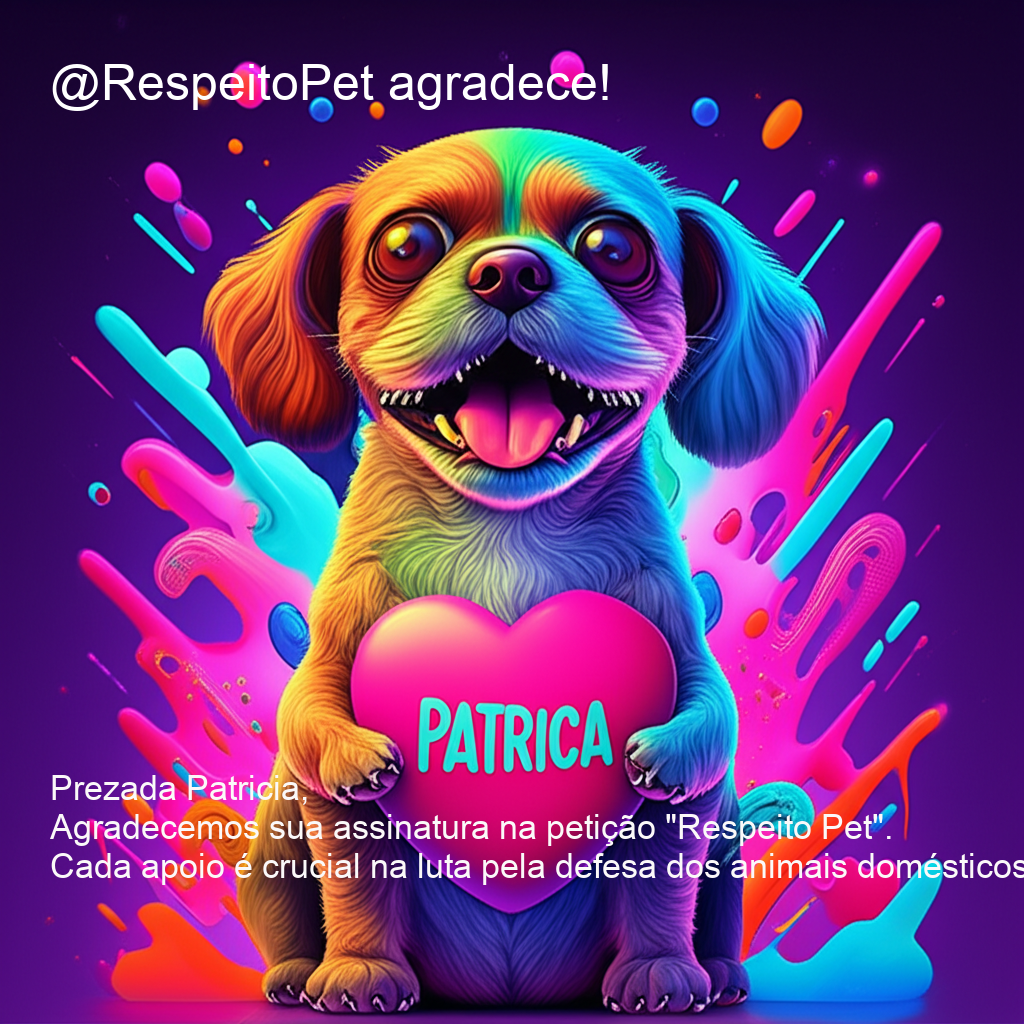 @RespeitoPet agradece!
PATRICA
Prezada Patricia,
Agradecemos sua assinatura na petição "Respeito Pet".
Cada apoio é crucial na luta pela defesa dos animais domésticos